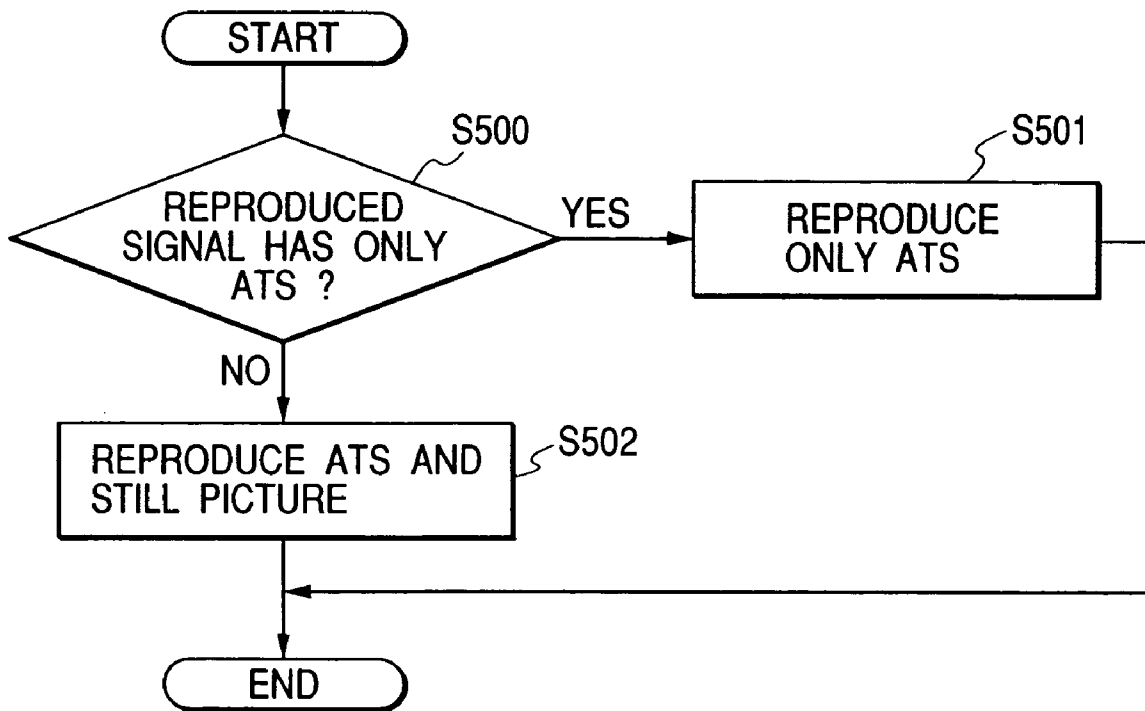 START
S500
REPRODUCED
SIGNAL HAS ONLY
ATS ?
YES
S501
REPRODUCE
ONLY ATS
NO
S502
REPRODUCE ATS AND
STILL PICTURE
END